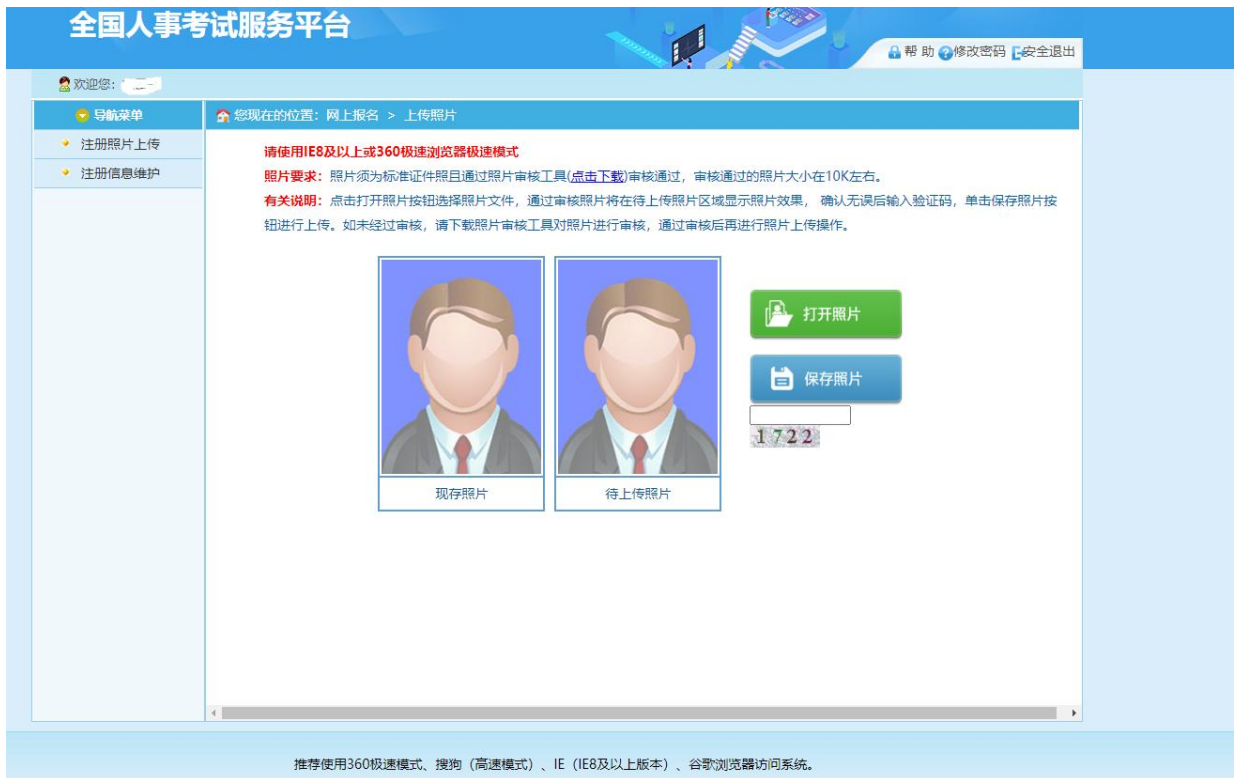 全国人事考试服务平台
帮 助 修改密码 安全退出
欢迎您：
导航菜单
您现在的位置：网上报名 > 上传照片
注册照片上传
注册信息维护
请使用IE8及以上或360极速浏览器极速模式
照片要求：照片须为标准证件照且通过照片审核工具(点击下载)审核通过，审核通过的照片大小在10K左右。
有关说明：点击打开照片按钮选择照片文件，通过审核照片将在待上传照片区域显示照片效果， 确认无误后输入验证码，单击保存照片按
钮进行上传。如未经过审核，请下载照片审核工具对照片进行审核，通过审核后再进行照片上传操作。
打开照片
保存照片
1722
现存照片
待上传照片
推荐使用360极速模式、搜狗（高速模式）、IE（IE8及以上版本）、谷歌浏览器访问系统。